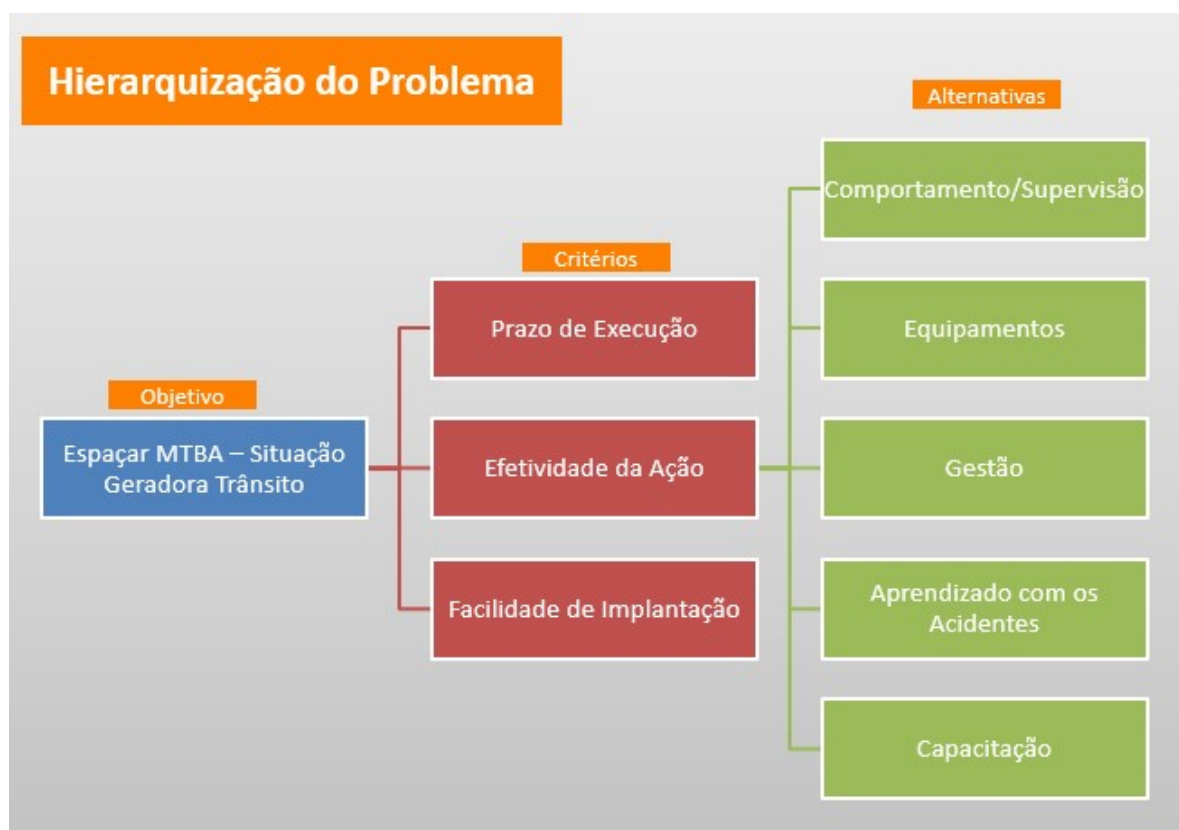 Hierarquização do Problema
Alternativas
Comportamento/Supervisão
Critérios
Prazo de Execução
Equipamentos
Objetivo
Espaçar MTBA – Situação
Geradora Trânsito
Efetividade da Ação
Gestão
Facilidade de Implantação
Aprendizado com os
Acidentes
Capacitação